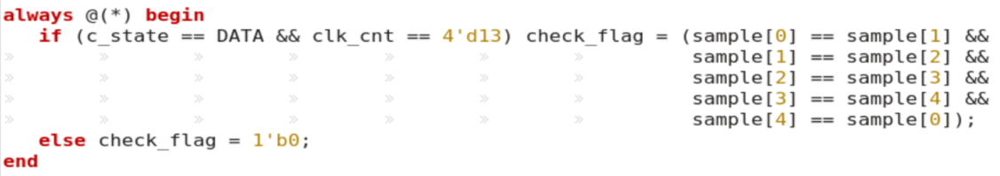 always @(*) begin
if (c_state == DATA && clk_cnt == 4'd13) check_flag = (sample[0] == sample[1] &&
sample[1] == sample[2] &&
sample[2] == sample[3] &&
sample[3] == sample[4] &&
sample[4] == sample[0]);
else check_flag = 1'b0;
end